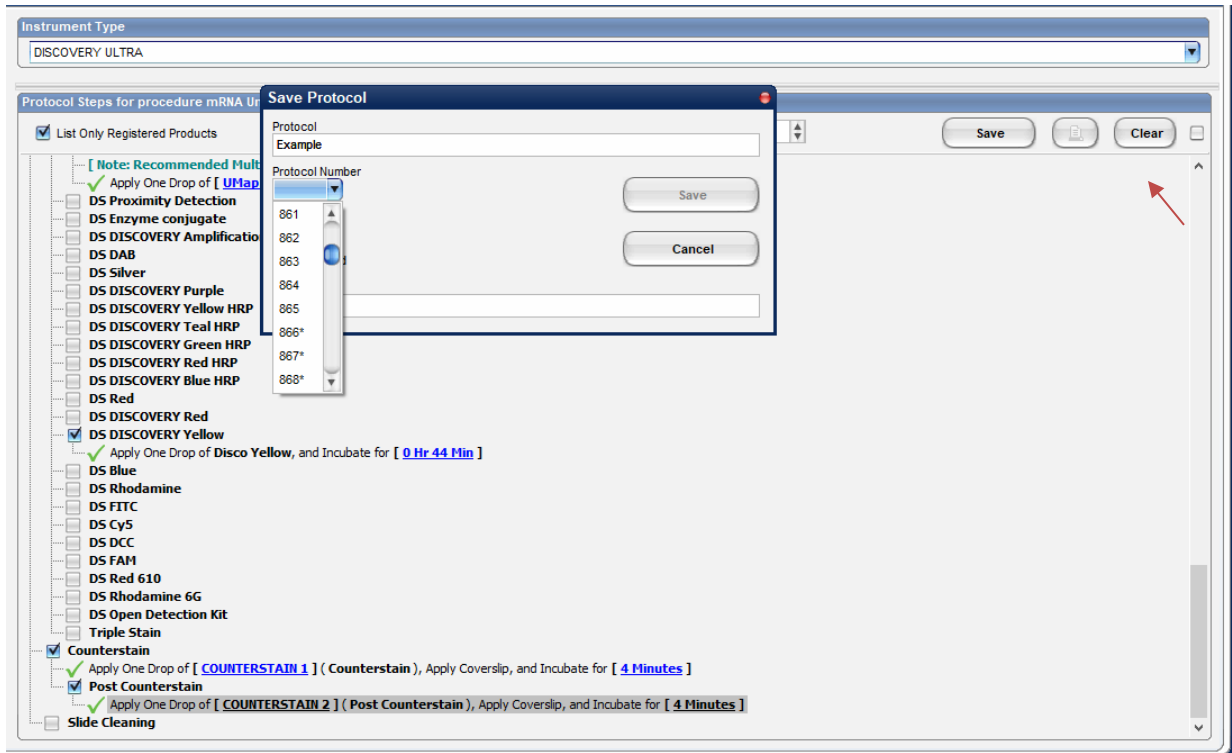 Instrument Type
DISCOVERY ULTRA
Protocol Steps for procedure mRNA
List Only Registered Products
Save
Clear
[ Note: Recommended
Apply One Drop of [ UMap
DS Proximity Detection
DS Enzyme conjugate
DS DISCOVERY
DS DAB
DS Silver
DS DISCOVERY Purple
DS DISCOVERY Yellow HRP
DS DISCOVERY Teal HRP
DS DISCOVERY Green HRP
DS DISCOVERY Red HRP
DS DISCOVERY Blue HRP
DS Red
DS DISCOVERY Red
DS DISCOVERY Yellow
Apply One Drop of Disco Yellow, and Incubate for [ 0 Hr 44 Min ]
DS Blue
DS Rhodamine
DS FITC
DS Cy5
DS DCC
DS FAM
DS Red 610
DS Rhodamine 6G
DS Open Detection Kit
Triple Stain
Counterstain
Apply One Drop of [ COUNTERSTAIN 1 ] ( Counterstain ), Apply Coverslip, and Incubate for [ 4 Minutes ]
Post Counterstain
Apply One Drop of [ COUNTERSTAIN 2 ] ( Post Counterstain ), Apply Coverslip, and Incubate for [ 4 Minutes ]
Slide Cleaning
Save Protocol
Protocol
Example
Protocol Number
861
862
863
864
865
866*
867*
868*
Save
Cancel